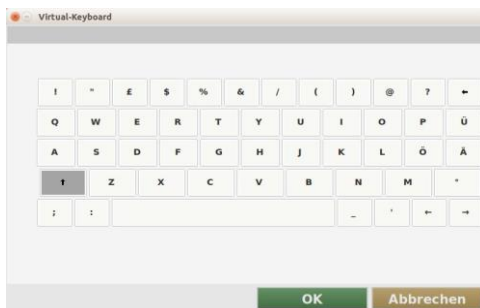 Virtual-Keyboard
! " £ $ % & / ( ) @ ? ←
Q W E R T Y U I O P Ü
A S D F G H J K L Ö Ä
↑ Z X C V B N M "
; : _ ' ← →
OK Abbrechen